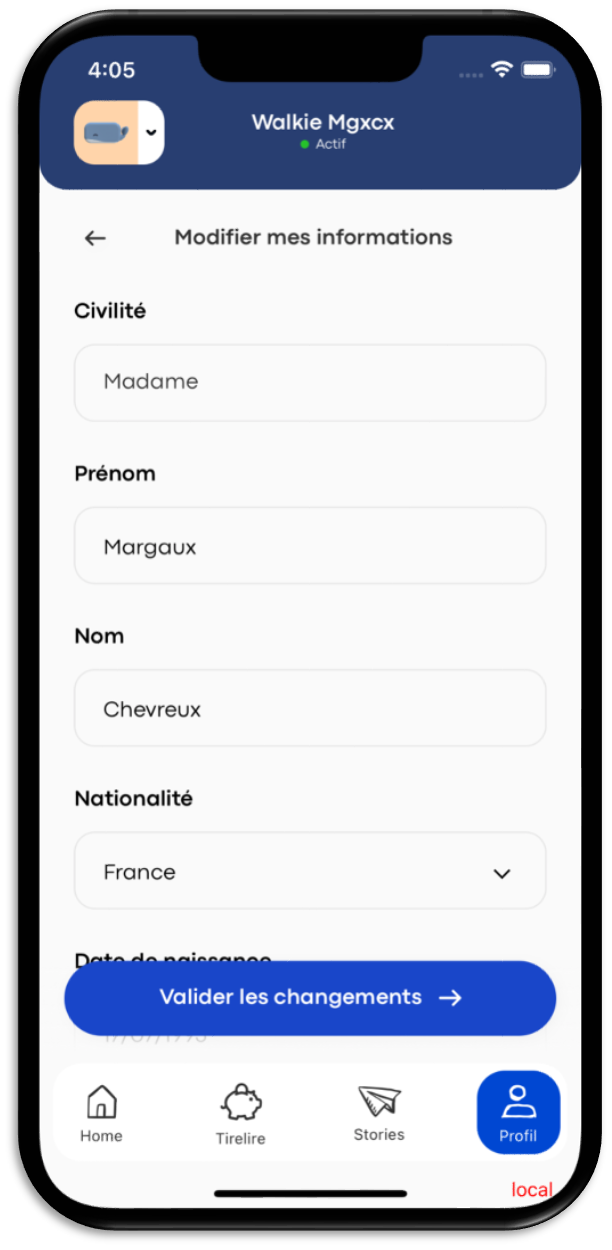 4:05
Walkie Mgxcx
Actif
Modifier mes informations
Civilité
Madame
Prénom
Margaux
Nom
Chevreux
Nationalité
France
Date de naissance
Valider les changements
Home
Tirelire
Stories
Profil
local